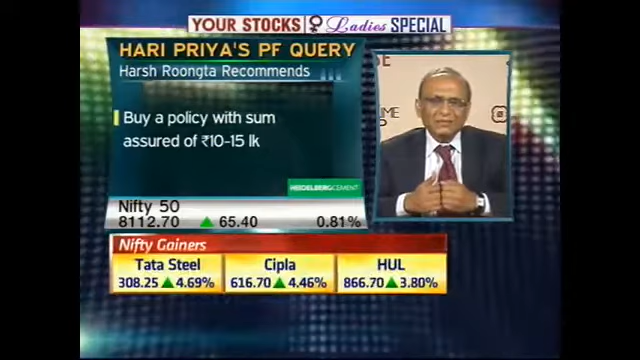 YOUR STOCKS Ladies SPECIAL
HARI PRIYA'S PF QUERY
Harsh Roongta Recommends
Buy a policy with sum
assured of ₹10-15 lk
HEIDELBERGCEMENT
Nifty 50
8112.70 ▲ 65.40 0.81%
Nifty Gainers
Tata Steel Cipla HUL
308.25 ▲ 4.69% 616.70 ▲ 4.46% 866.70 ▲ 3.80%